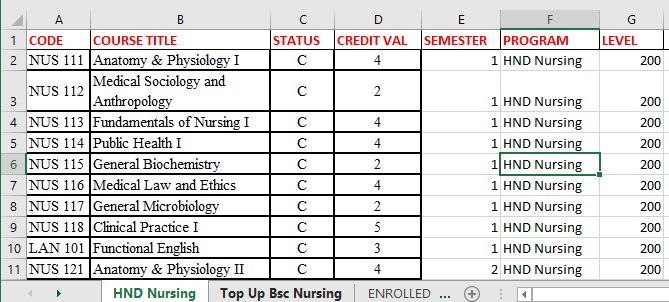 A B C D E F G
1 CODE COURSE TITLE STATUS CREDIT VAL SEMESTER PROGRAM LEVEL
2 NUS 111 Anatomy & Physiology I C 4 1 HND Nursing 200
3 NUS 112 Medical Sociology and Anthropology C 2 1 HND Nursing 200
4 NUS 113 Fundamentals of Nursing I C 4 1 HND Nursing 200
5 NUS 114 Public Health I C 4 1 HND Nursing 200
6 NUS 115 General Biochemistry C 2 1 HND Nursing 200
7 NUS 116 Medical Law and Ethics C 4 1 HND Nursing 200
8 NUS 117 General Microbiology C 2 1 HND Nursing 200
9 NUS 118 Clinical Practice I C 5 1 HND Nursing 200
10 LAN 101 Functional English C 3 1 HND Nursing 200
11 NUS 121 Anatomy & Physiology II C 4 2 HND Nursing 200
HND Nursing Top Up Bsc Nursing ENROLLED ...